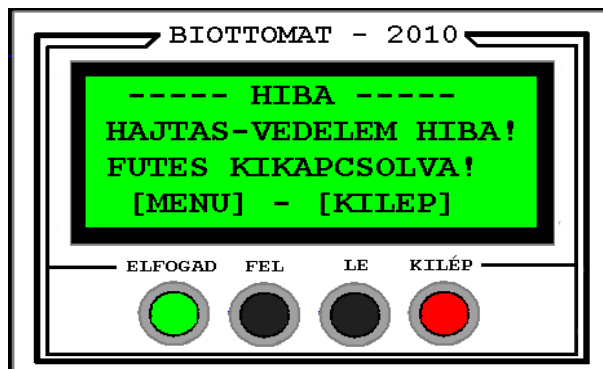 BIOTTOMAT - 2010
----- HIBA -----
HAJTAS-VEDELEM HIBA!
FUTES KIKAPCSOLVA!
[MENU] - [KILEP]
ELFOGAD FEL LE KILÉP